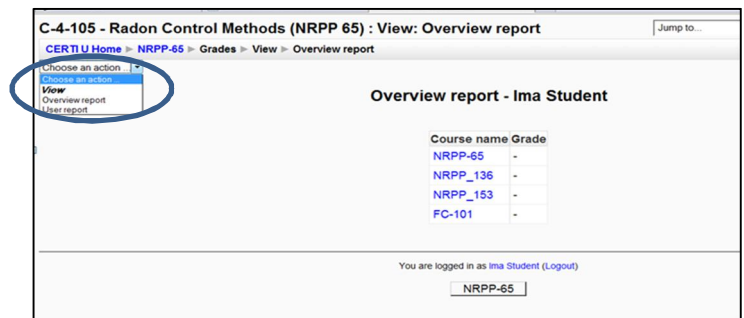 C-4-105 - Radon Control Methods (NRPP 65) : View: Overview report
Jump to...
CERTI U Home ► NRPP-65 ► Grades ► View ► Overview report
Choose an action ...
Choose an action ...
View
Overview report
User report
Overview report - Ima Student
Course name Grade
NRPP-65 -
NRPP_136 -
NRPP_153 -
FC-101 -
You are logged in as Ima Student (Logout)
NRPP-65